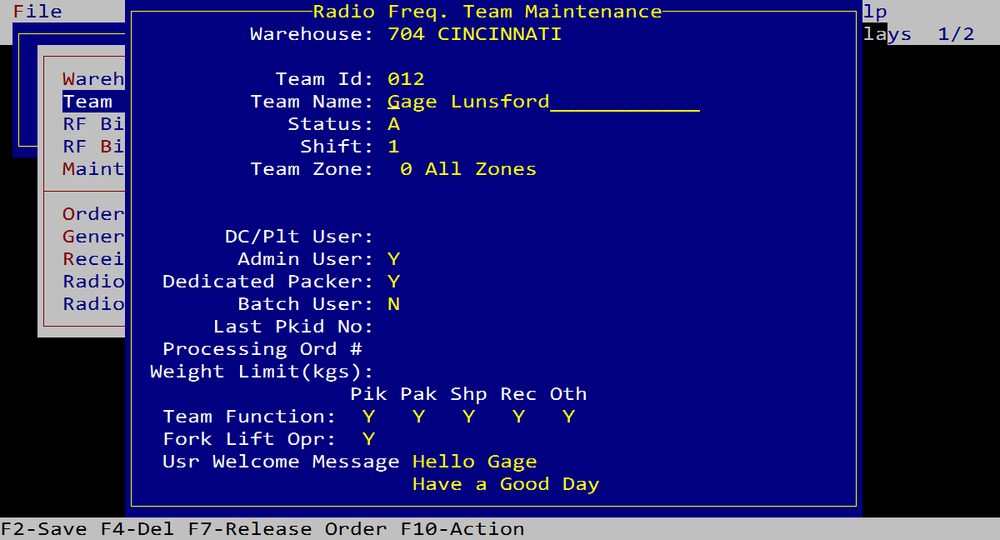 File
Radio Freq. Team Maintenance
lp
Warehouse: 704 CINCINNATI
lays 1/2
Wareh
Team Id: 012
Team
Team Name: Gage Lunsford
RF Bi
Status: A
RF Bi
Shift: 1
Maint
Team Zone: 0 All Zones
Order
Gener
DC/Plt User:
Recei
Admin User: Y
Radio
Dedicated Packer: Y
Radio
Batch User: N
Last Pkid No:
Processing Ord #
Weight Limit(kgs):
Pik Pak Shp Rec Oth
Team Function: Y Y Y Y Y
Fork Lift Opr: Y
Usr Welcome Message Hello Gage
Have a Good Day
F2-Save F4-Del F7-Release Order F10-Action